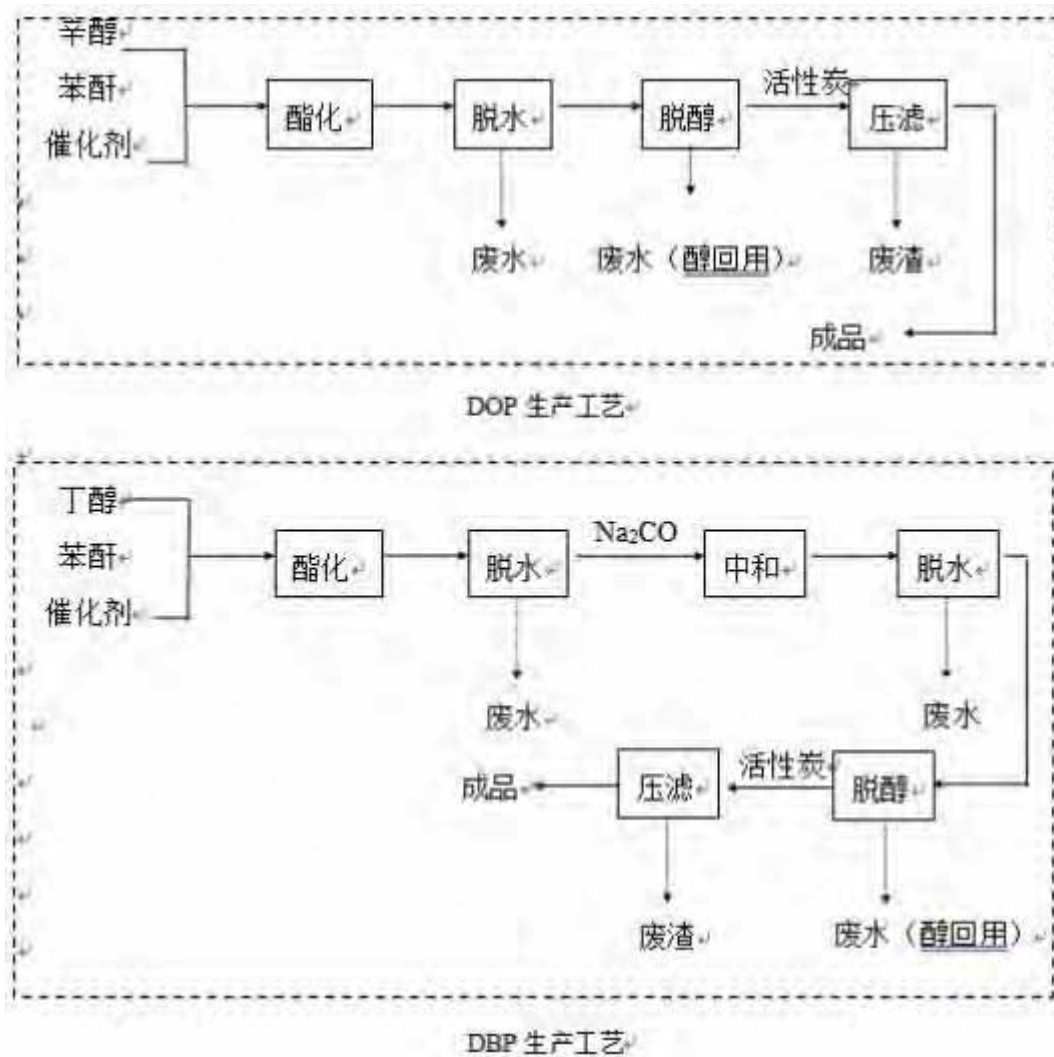 辛醇
苯酐
催化剂
酯化
脱水
脱醇
活性炭
压滤
废水
废水（醇回用）
废渣
成品
DOP 生产工艺
丁醇
苯酐
催化剂
酯化
脱水
Na₂CO
中和
脱水
废水
废水
成品
压滤
活性炭
脱醇
废渣
废水（醇回用）
DBP 生产工艺